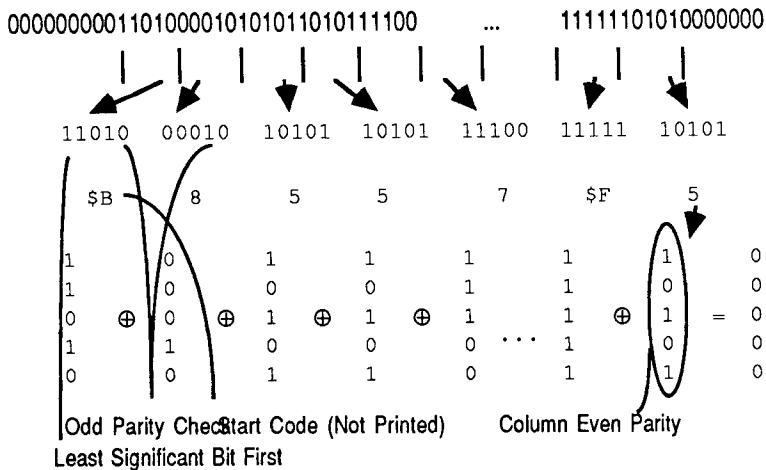 00000000001101000010101011010111100 ... 11111101010000000
11010 00010 10101 10101 11100 11111 10101
$B 8 5 5 7 $F 5
1 0 1 1 1 1 1 0
1 0 0 0 1 1 0 0
0 ⊕ 0 ⊕ 1 ⊕ 1 ⊕ 1 1 ⊕ 1 = 0
1 1 0 0 0 ... 1 0 0
0 0 1 1 0 1 1 0
Odd Parity Check Start Code (Not Printed) Column Even Parity
Least Significant Bit First